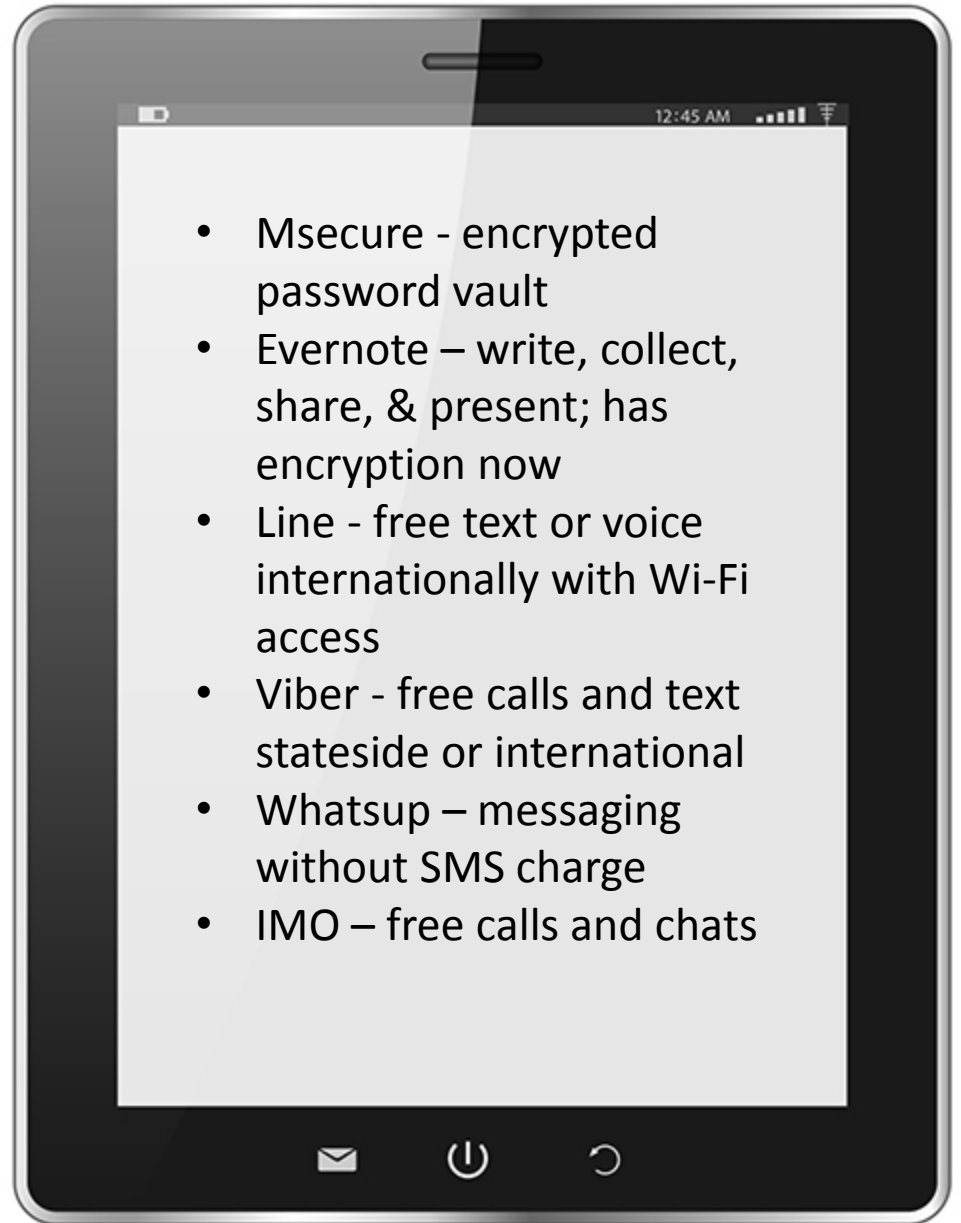 12:45 AM
• Msecure - encrypted
password vault
• Evernote – write, collect,
share, & present; has
encryption now
• Line - free text or voice
internationally with Wi-Fi
access
• Viber - free calls and text
stateside or international
• Whatsup – messaging
without SMS charge
• IMO – free calls and chats